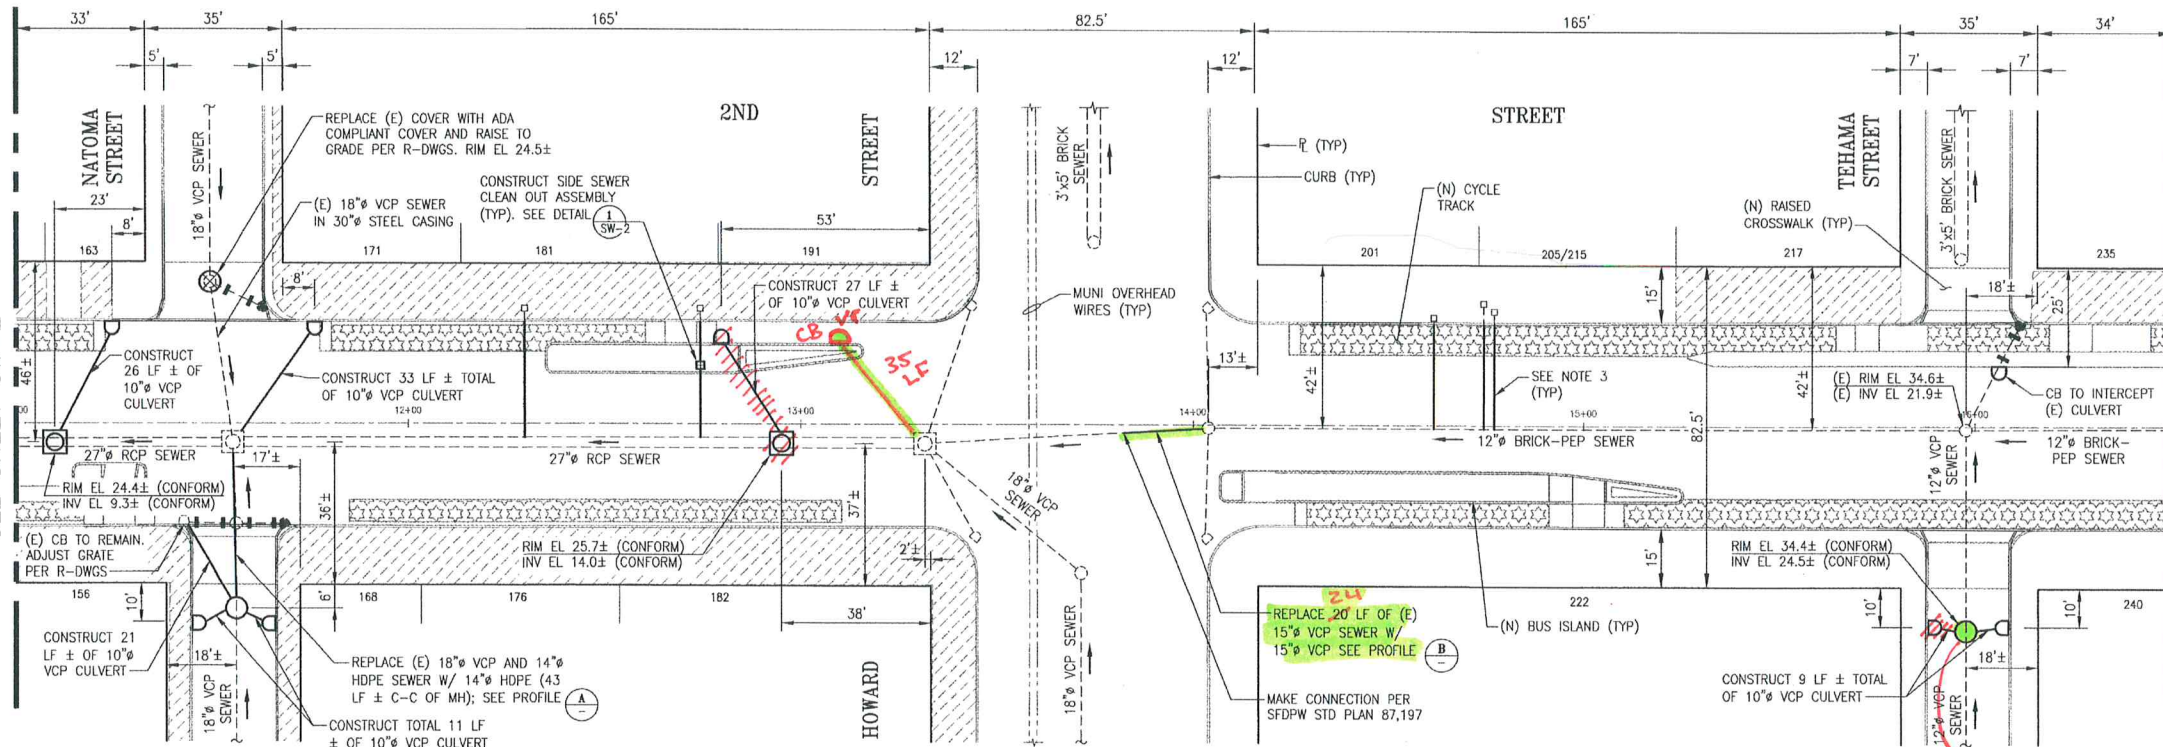 33'
35'
165'
82.5'
165'
35'
34'
5'
5'
12'
12'
7'
7'
NATOMA
STREET
18"ø VCP SEWER
REPLACE (E) COVER WITH ADA
COMPLIANT COVER AND RAISE TO
GRADE PER R-DWGS. RIM EL 24.5±
2ND
STREET
3'x5' BRICK
SEWER
STREET
TEHAMA
STREET
3'x5' BRICK SEWER
℄ (TYP)
CURB (TYP)
CONSTRUCT SIDE SEWER
CLEAN OUT ASSEMBLY
(TYP). SEE DETAIL
1
SW-2
(E) 18"ø VCP SEWER
IN 30"ø STEEL CASING
23'
8'
53'
(N) CYCLE
TRACK
(N) RAISED
CROSSWALK (TYP)
163
171
181
191
201
205/215
217
235
8'
CONSTRUCT 27 LF ±
OF 10"ø VCP CULVERT
MUNI OVERHEAD
WIRES (TYP)
15'
18'±
25'
CB
46'±
CONSTRUCT
26 LF ± OF
10"ø VCP
CULVERT
CONSTRUCT 33 LF ± TOTAL
OF 10"ø VCP CULVERT
35
LF
13'±
42'±
SEE NOTE 3
(TYP)
42'±
82.5'
(E) RIM EL 34.6±
(E) INV EL 21.9±
CB TO INTERCEPT
(E) CULVERT
12+00
13+00
14+00
15+00
16+00
27"ø RCP SEWER
27"ø RCP SEWER
12"ø BRICK-PEP SEWER
12"ø BRICK-
PEP SEWER
17'±
RIM EL 24.4± (CONFORM)
INV EL 9.3± (CONFORM)
36'±
37'±
18"ø VCP
SEWER
12"ø VCP
SEWER
(E) CB TO REMAIN.
ADJUST GRATE
PER R-DWGS
RIM EL 25.7± (CONFORM)
INV EL 14.0± (CONFORM)
2'±
15'
RIM EL 34.4± (CONFORM)
INV EL 24.5± (CONFORM)
156
10'
6'
168
176
182
24
222
10'
10'
240
REPLACE 20 LF OF (E)
15"ø VCP SEWER W/
15"ø VCP SEE PROFILE
B
-
(N) BUS ISLAND (TYP)
CONSTRUCT 21
LF ± OF 10"ø
VCP CULVERT
18'±
38'
18'±
REPLACE (E) 18"ø VCP AND 14"ø
HDPE SEWER W/ 14"ø HDPE (43
LF ± C-C OF MH); SEE PROFILE
A
-
18"ø VCP
SEWER
HOWARD
18"ø VCP SEWER
MAKE CONNECTION PER
SFDPW STD PLAN 87,197
CONSTRUCT 9 LF ± TOTAL
OF 10"ø VCP CULVERT
12"ø VCP
SEWER
CONSTRUCT TOTAL 11 LF
± OF 10"ø VCP CULVERT